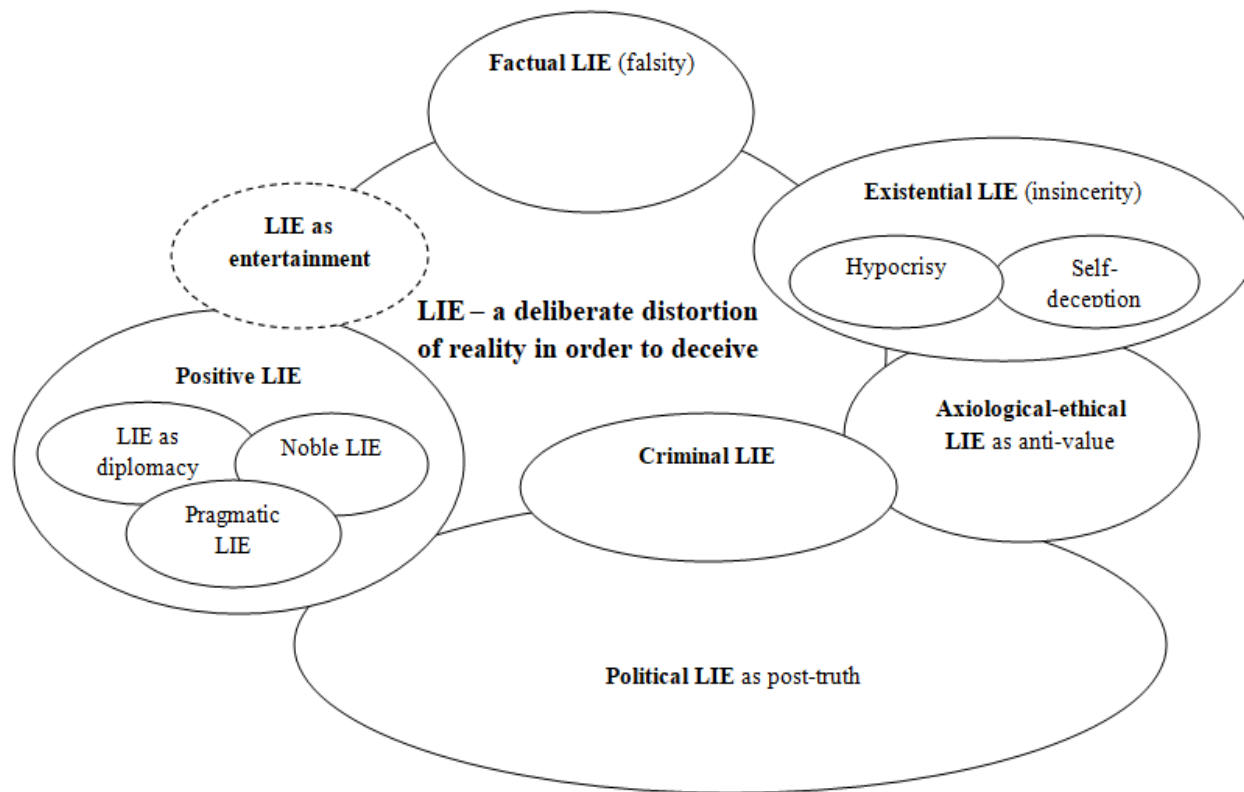 Factual LIE (falsity)
Existential LIE (insincerity)
Hypocrisy
Self-
deception
LIE as
entertainment
LIE – a deliberate distortion
of reality in order to deceive
Positive LIE
LIE as
diplomacy
Noble LIE
Pragmatic
LIE
Axiological-ethical
LIE as anti-value
Criminal LIE
Political LIE as post-truth